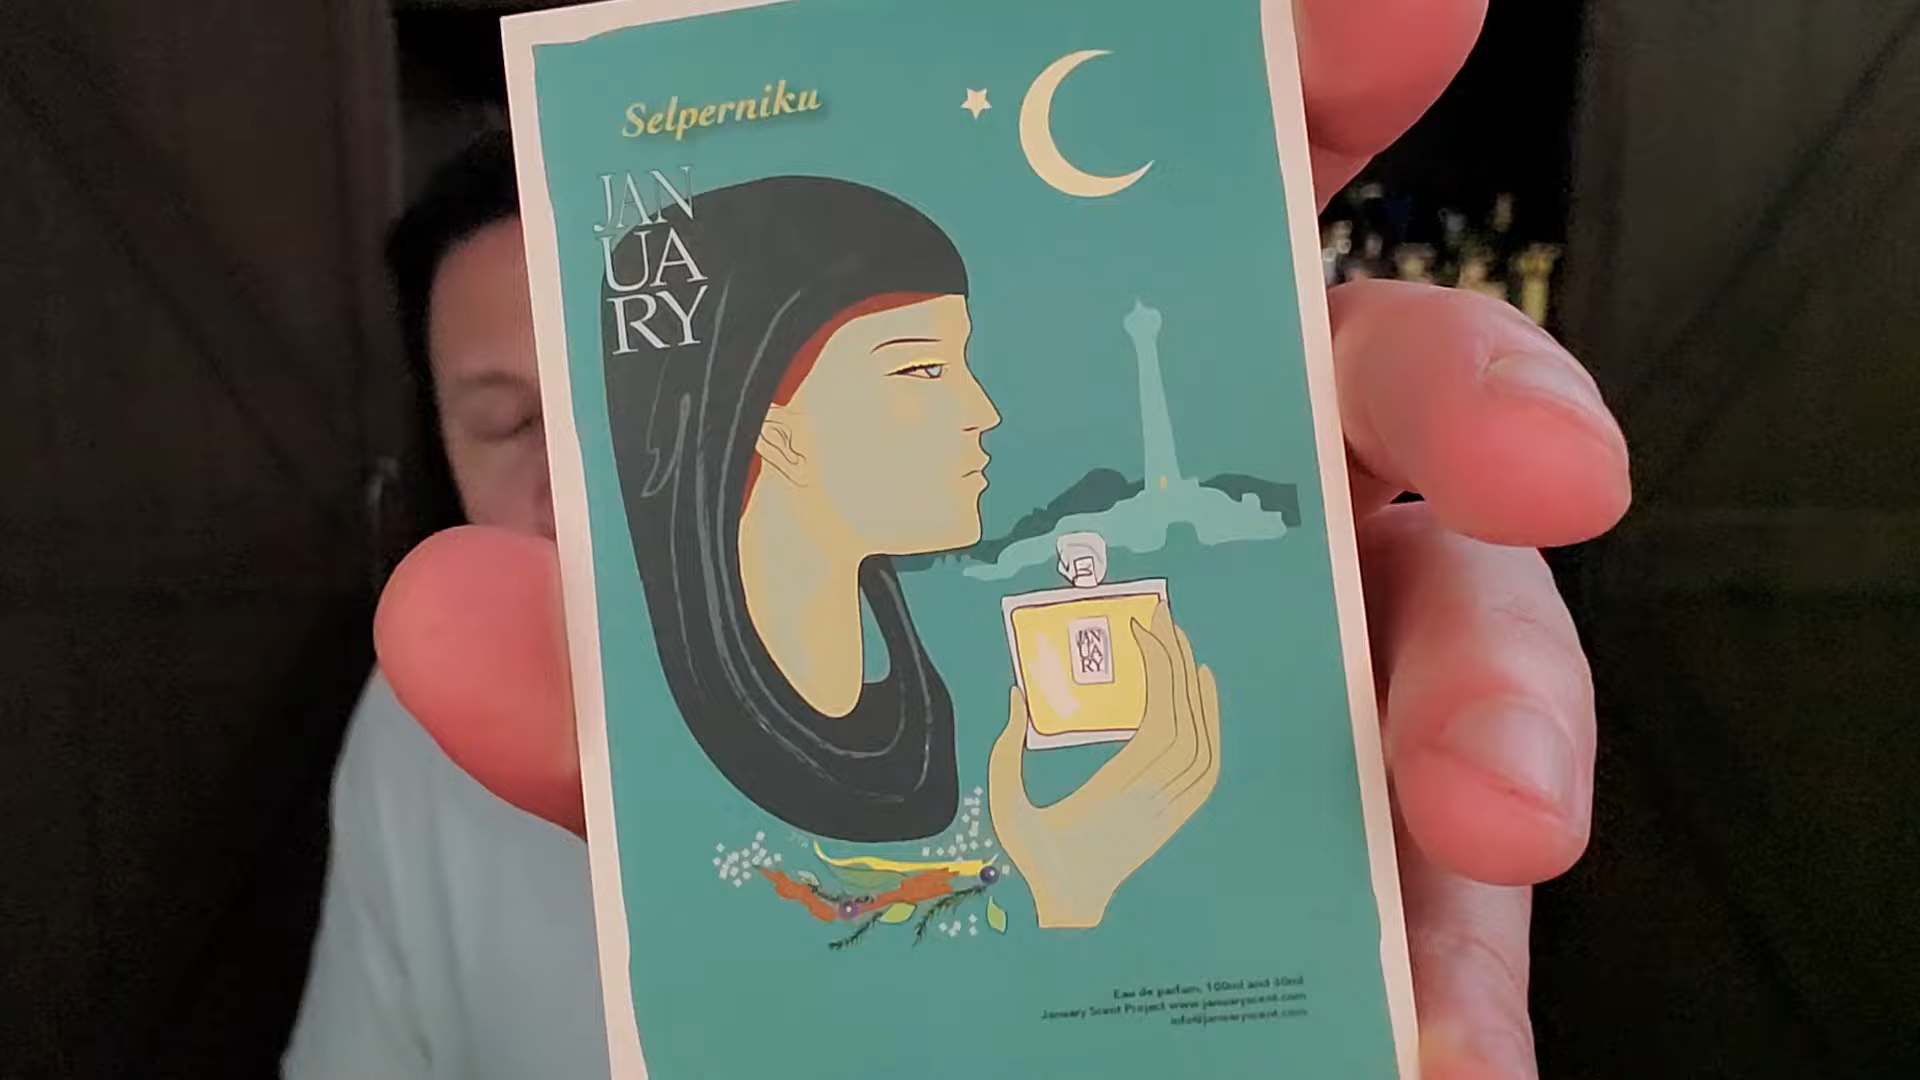 Selperniku
JAN
UA
RY
JAN
UA
RY
Eau de parfum, 100ml and 30ml
January Scent Project www.januaryscent.com
info@januaryscent.com